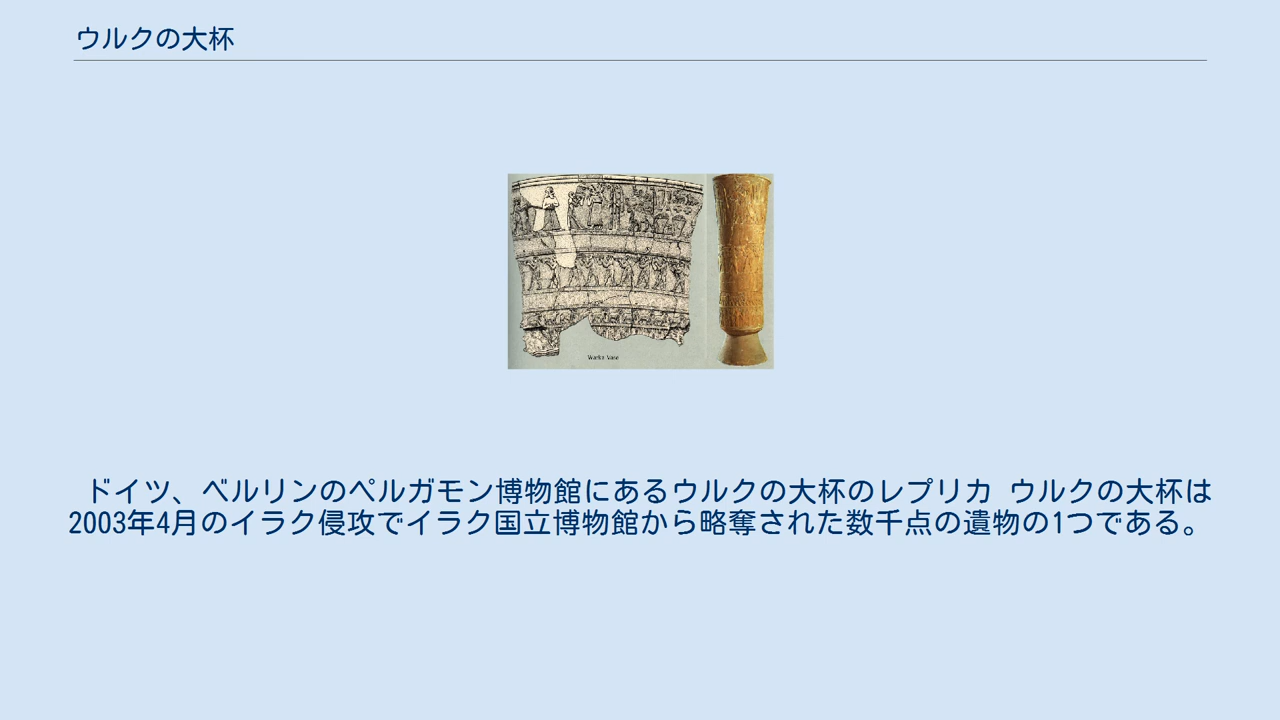 ウルクの大杯
Warka Vase
ドイツ、ベルリンのペルガモン博物館にあるウルクの大杯のレプリカ ウルクの大杯は
2003年4月のイラク侵攻でイラク国立博物館から略奪された数千点の遺物の1つである。